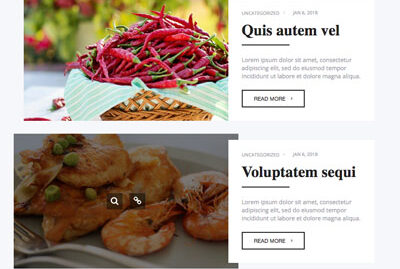 UNCATEGORIZED - JAN 6, 2018
Quis autem vel
Lorem ipsum dolor sit amet, consectetur
adipiscing elit, sed do eiusmod tempor
incididunt ut labore et dolore magna aliqua.
READ MORE ›
UNCATEGORIZED - JAN 6, 2018
Voluptatem sequi
Lorem ipsum dolor sit amet, consectetur
adipiscing elit, sed do eiusmod tempor
incididunt ut labore et dolore magna aliqua.
READ MORE ›